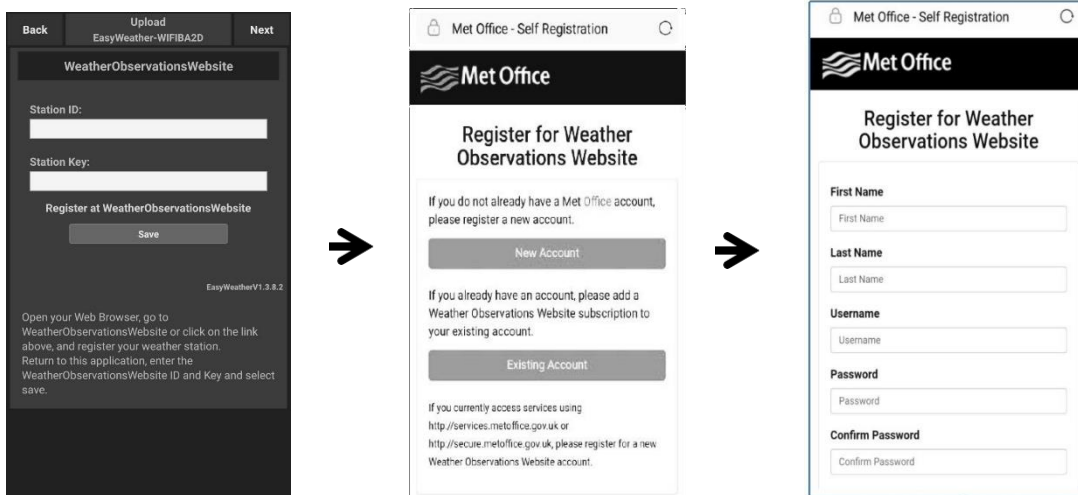 Back
Upload
EasyWeather-WIFIBA2D
Next
WeatherObservationsWebsite
Station ID:
Station Key:
Register at WeatherObservationsWebsite
Save
EasyWeatherV1.3.8.2
Open your Web Browser, go to
WeatherObservationsWebsite or click on the link
above, and register your weather station.
Return to this application, enter the
WeatherObservationsWebsite ID and Key and select
save.
Met Office - Self Registration
Met Office
Register for Weather
Observations Website
If you do not already have a Met Office account,
please register a new account.
New Account
If you already have an account, please add a
Weather Observations Website subscription to
your existing account.
Existing Account
If you currently access services using
http://services.metoffice.gov.uk or
http://secure.metoffice.gov.uk, please register for a new
Weather Observations Website account.
Met Office - Self Registration
Met Office
Register for Weather
Observations Website
First Name
First Name
Last Name
Last Name
Username
Username
Password
Password
Confirm Password
Confirm Password